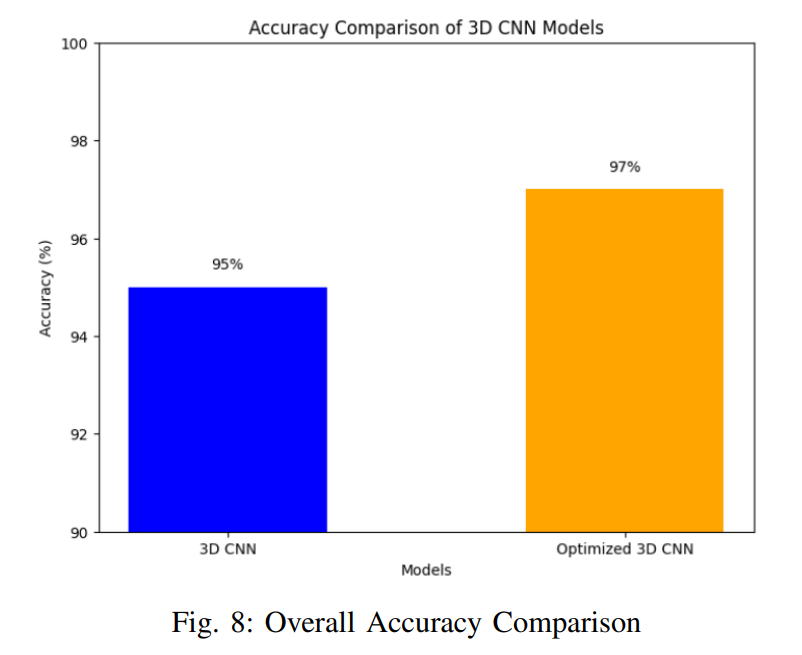 Accuracy Comparison of 3D CNN Models
100
98
96
94
92
90
Accuracy (%)
95%
97%
3D CNN
Optimized 3D CNN
Models
Fig. 8: Overall Accuracy Comparison